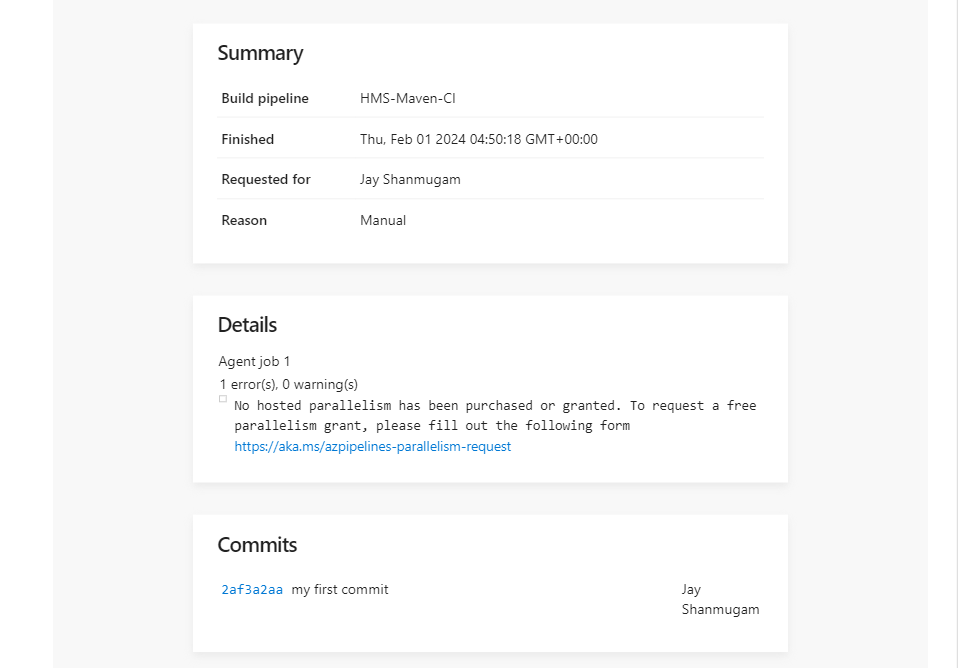 Summary
Build pipeline HMS-Maven-CI
Finished Thu, Feb 01 2024 04:50:18 GMT+00:00
Requested for Jay Shanmugam
Reason Manual
Details
Agent job 1
1 error(s), 0 warning(s)
No hosted parallelism has been purchased or granted. To request a free
parallelism grant, please fill out the following form
https://aka.ms/azpipelines-parallelism-request
Commits
2af3a2aa my first commit Jay
Shanmugam